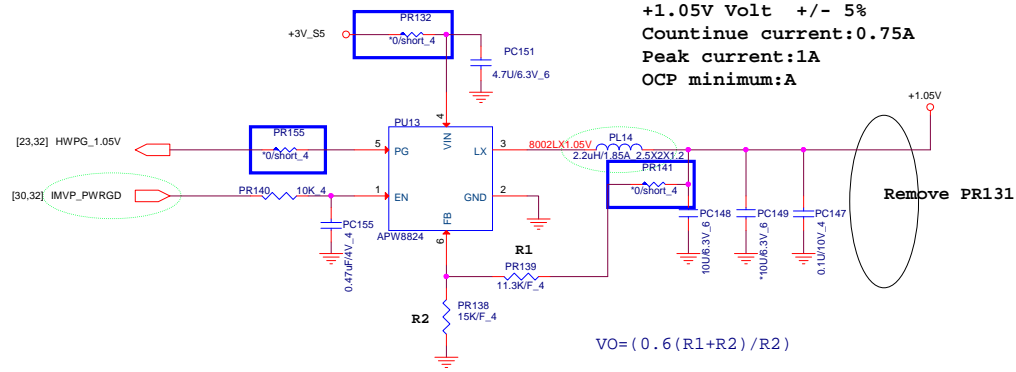 +1.05V Volt +/- 5%
Countinue current:0.75A
Peak current:1A
OCP minimum:A
+3V_S5
PR132
*0/short_4
PC151
4.7U/6.3V_6
+1.05V
PU13
4
VIN
[23,32] HWPG_1.05V
PR155
*0/short_4
5
PG
LX
3
8002LX1.05V
PL14
2.2uH/1.85A_2.5X2X1.2
[30,32] IMVP_PWRGD
PR140
10K_4
1
EN
GND
2
PR141
*0/short_4
Remove PR131
PC155
0.47uF/4V_4
FB
6
APW8824
PC148
10U/6.3V_6
PC149
*10U/6.3V_6
PC147
0.1U/10V_4
R1
PR139
11.3K/F_4
R2
PR138
15K/F_4
VO=(0.6(R1+R2)/R2)